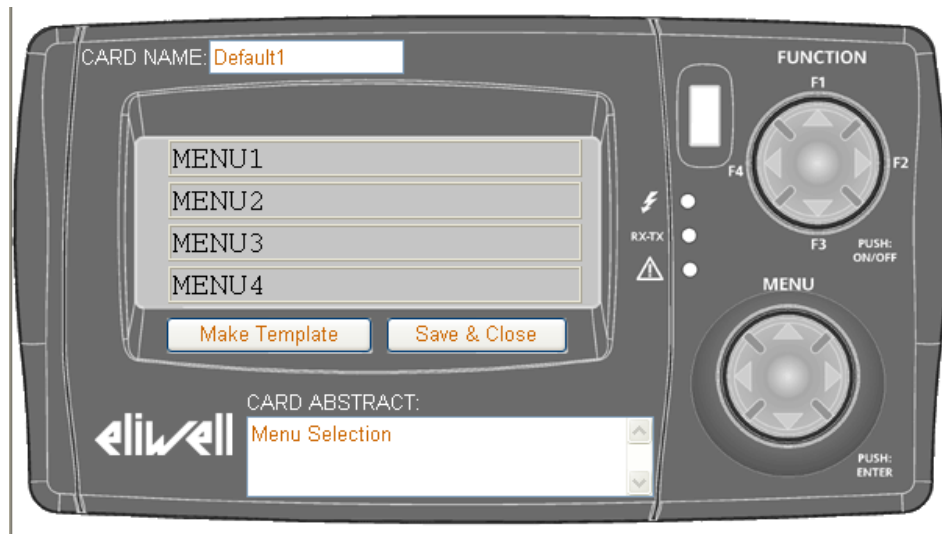 CARD NAME: Default1
FUNCTION
F1
F4
F2
F3
PUSH:
ON/OFF
MENU1
MENU2
MENU3
MENU4
RX-TX
MENU
Make Template
Save & Close
CARD ABSTRACT:
Menu Selection
eliwell
PUSH:
ENTER